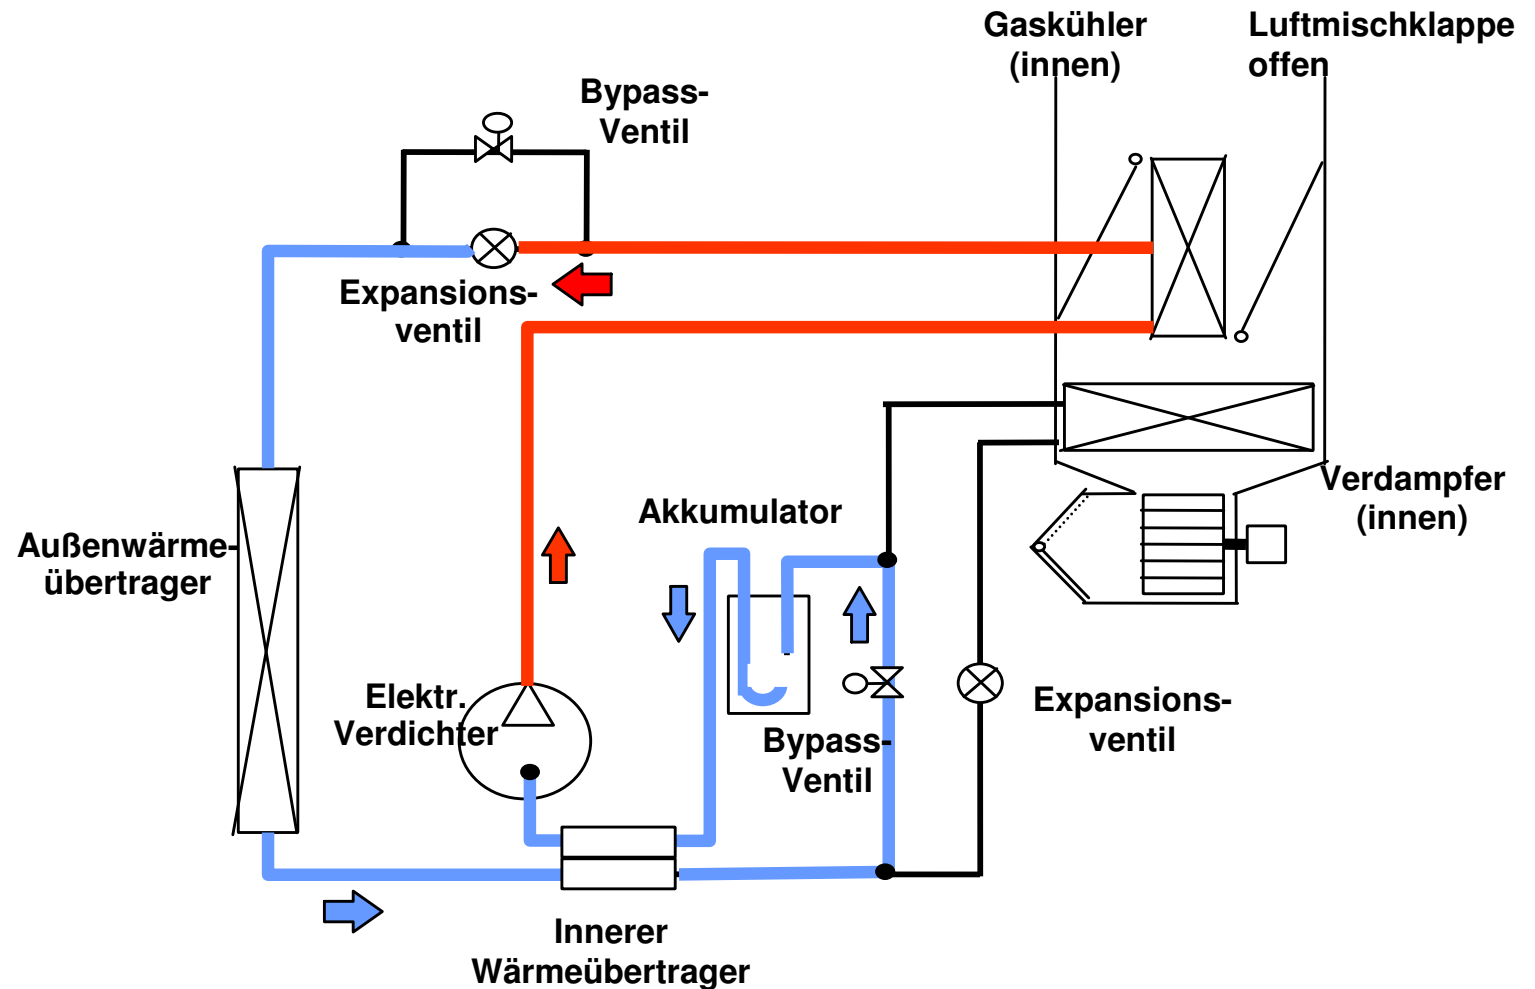 Gaskühler
(innen)
Luftmischklappe
offen
Bypass-
Ventil
Expansions-
ventil
Verdampfer
(innen)
Akkumulator
Außenwärme-
übertrager
Elektr.
Verdichter
Bypass-
Ventil
Expansions-
ventil
Innerer
Wärmeübertrager